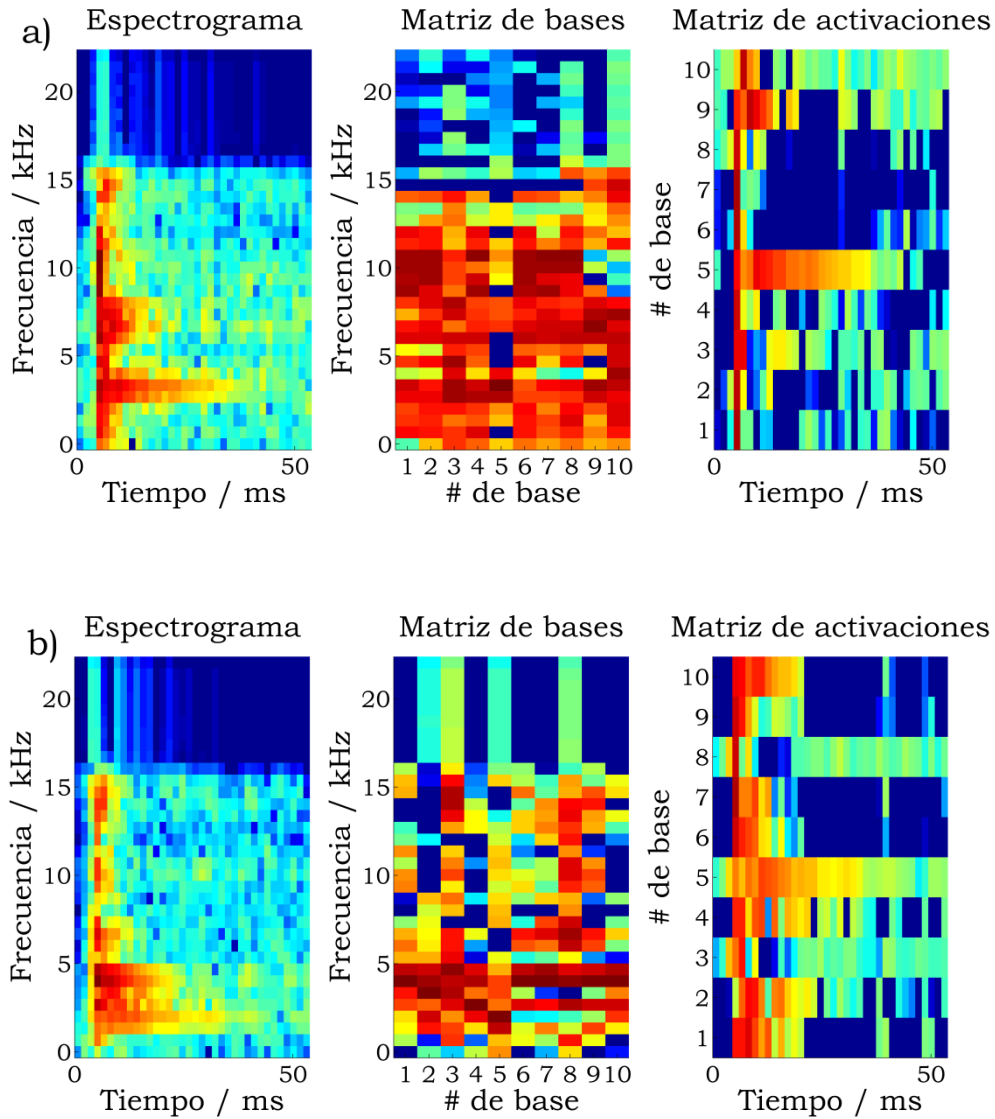 a)
Espectrograma
Matriz de bases
Matriz de activaciones
Frecuencia / kHz
20
15
10
5
0
0
50
Tiempo / ms
Frecuencia / kHz
20
15
10
5
0
1 2 3 4 5 6 7 8 9 10
# de base
# de base
10
9
8
7
6
5
4
3
2
1
0
50
Tiempo / ms
b)
Espectrograma
Matriz de bases
Matriz de activaciones
Frecuencia / kHz
20
15
10
5
0
0
50
Tiempo / ms
Frecuencia / kHz
20
15
10
5
0
1 2 3 4 5 6 7 8 9 10
# de base
# de base
10
9
8
7
6
5
4
3
2
1
0
50
Tiempo / ms